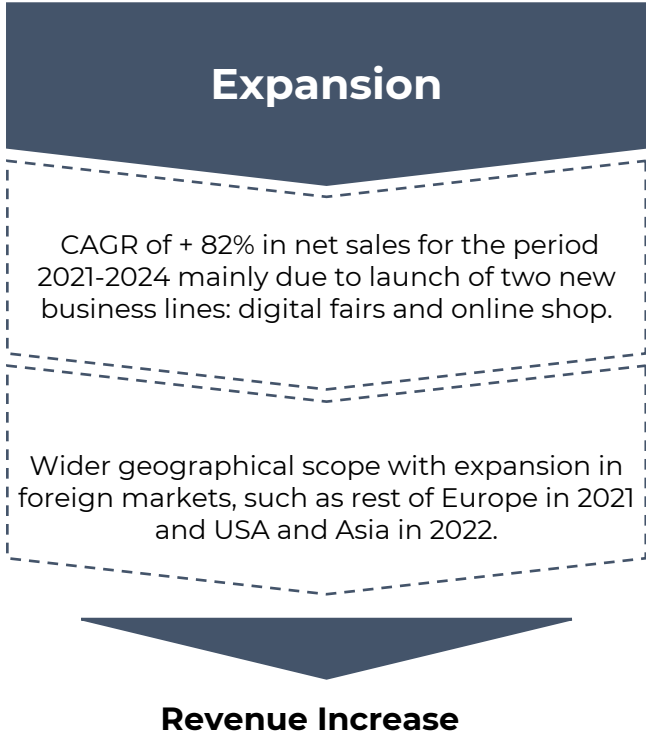 Expansion
CAGR of + 82% in net sales for the period
2021-2024 mainly due to launch of two new
business lines: digital fairs and online shop.
Wider geographical scope with expansion in
foreign markets, such as rest of Europe in 2021
and USA and Asia in 2022.
Revenue Increase